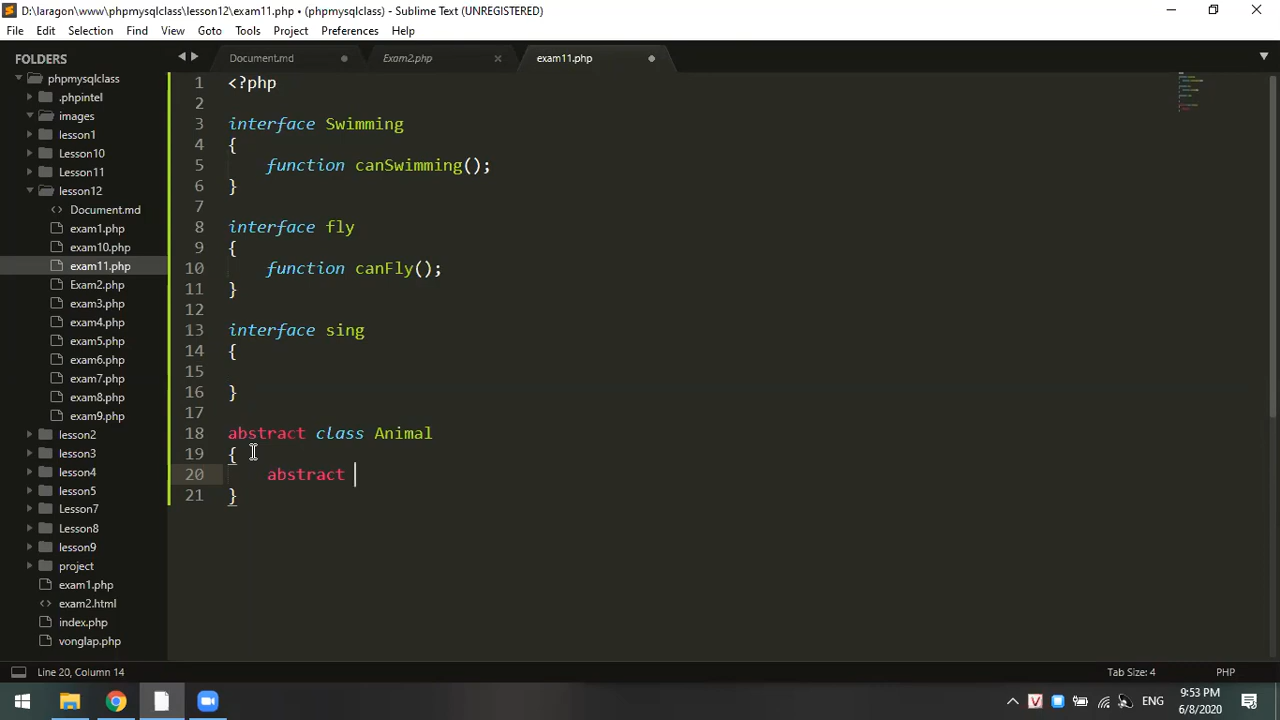 D:\laragon\www\phpmysqlclass\lesson12\exam11.php • (phpmysqlclass) - Sublime Text (UNREGISTERED)
File Edit Selection Find View Goto Tools Project Preferences Help
FOLDERS
phpmysqlclass
.phpintel
images
lesson1
Lesson10
Lesson11
lesson12
Document.md
exam1.php
exam10.php
exam11.php
Exam2.php
exam3.php
exam4.php
exam5.php
exam6.php
exam7.php
exam8.php
exam9.php
lesson2
lesson3
lesson4
lesson5
Lesson7
Lesson8
lesson9
project
exam1.php
exam2.html
index.php
vonglap.php
Document.md Exam2.php exam11.php
1 <?php
2
3 interface Swimming
4 {
5 function canSwimming();
6 }
7
8 interface fly
9 {
10 function canFly();
11 }
12
13 interface sing
14 {
15
16 }
17
18 abstract class Animal
19 {
20 abstract
21 }
Line 20, Column 14 Tab Size: 4 PHP
V ENG 9:53 PM
6/8/2020